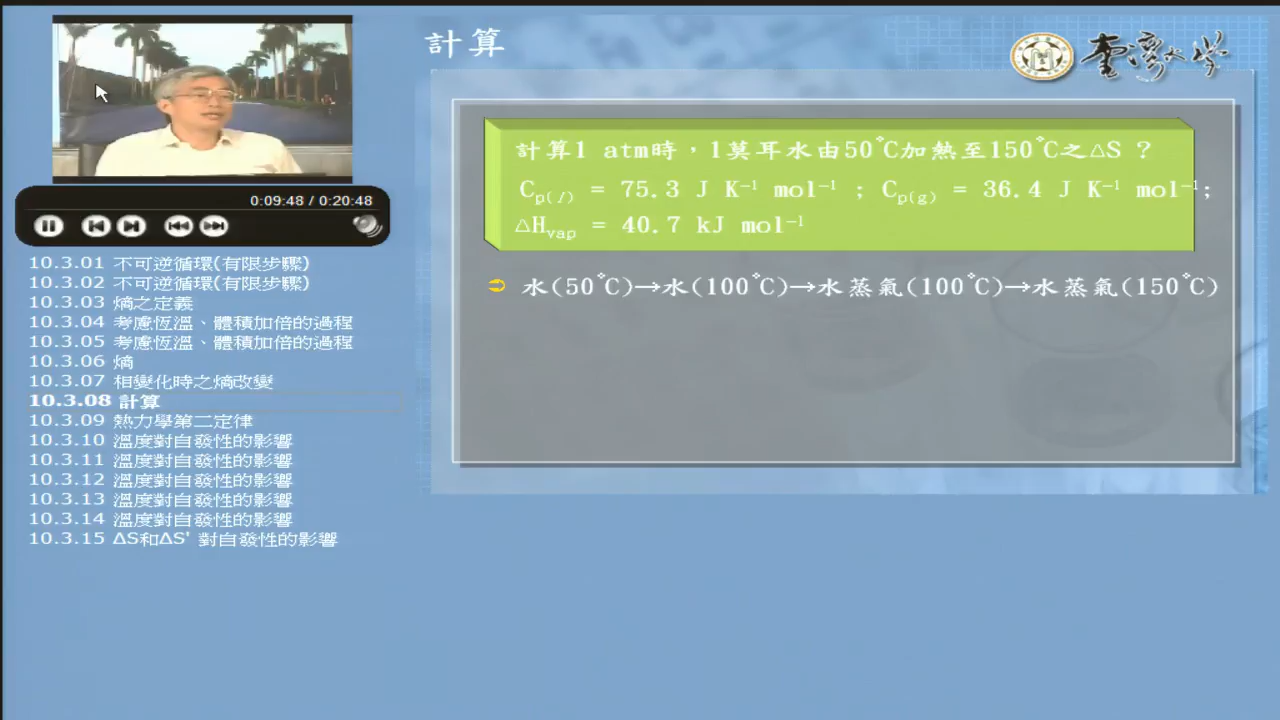 計算
臺灣大學
計算1 atm時，1莫耳水由50°C加熱至150°C之△S ？
Cp(l) = 75.3 J K⁻¹ mol⁻¹ ; Cp(g) = 36.4 J K⁻¹ mol⁻¹;
△Hvap = 40.7 kJ mol⁻¹
水(50°C)→水(100°C)→水蒸氣(100°C)→水蒸氣(150°C)
0:09:48 / 0:20:48
10.3.01 不可逆循環(有限步驟)
10.3.02 不可逆循環(有限步驟)
10.3.03 熵之定義
10.3.04 考慮恆溫、體積加倍的過程
10.3.05 考慮恆溫、體積加倍的過程
10.3.06 熵
10.3.07 相變化時之熵改變
10.3.08 計算
10.3.09 熱力學第二定律
10.3.10 溫度對自發性的影響
10.3.11 溫度對自發性的影響
10.3.12 溫度對自發性的影響
10.3.13 溫度對自發性的影響
10.3.14 溫度對自發性的影響
10.3.15 ΔS和ΔS' 對自發性的影響